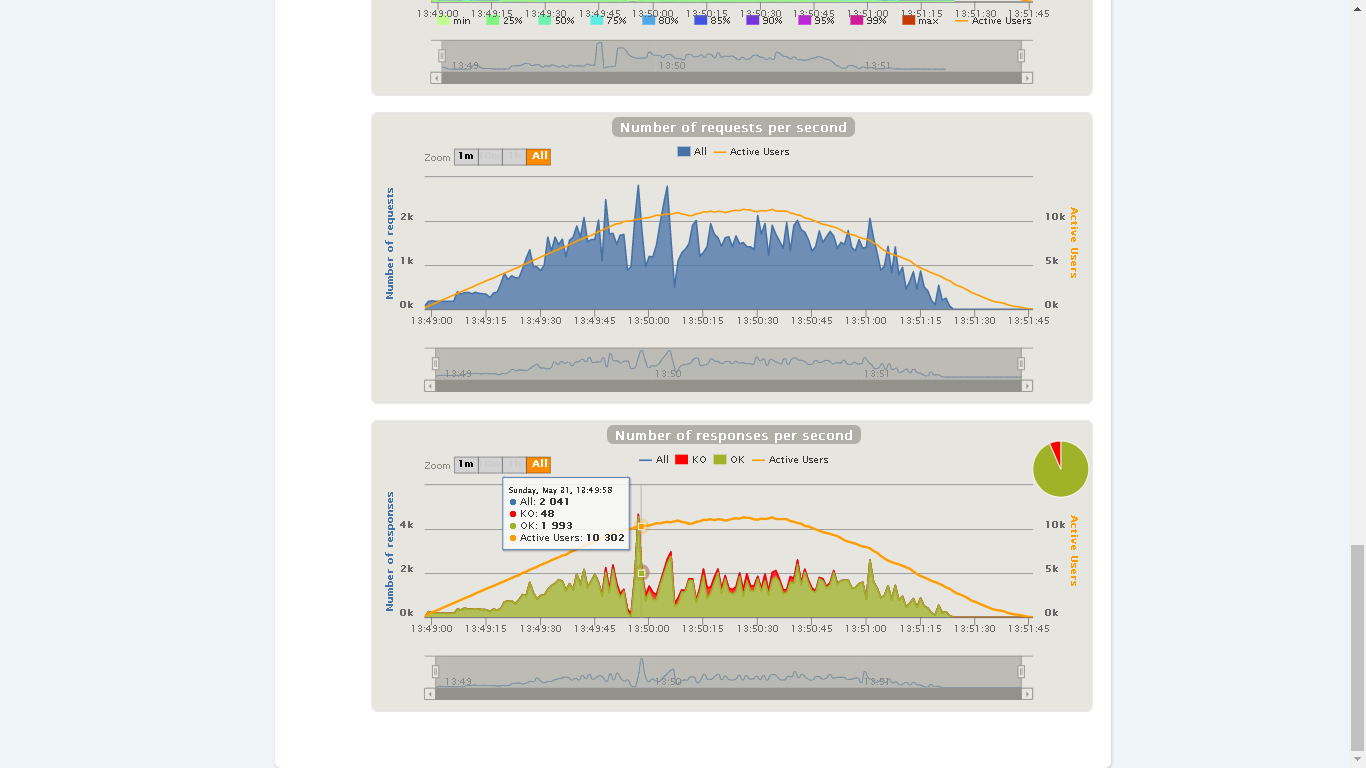 13:49:00 13:49:15 13:49:30 13:49:45 13:50:00 13:50:15 13:50:30 13:50:45 13:51:00 13:51:15 13:51:30 13:51:45
min 25% 50% 75% 80% 85% 90% 95% 99% max Active Users
13:49 13:50 13:51
Number of requests per second
Zoom 1m All
All Active Users
Number of requests
2k
1k
0k
10k
5k
0k
Active Users
13:49:00 13:49:15 13:49:30 13:49:45 13:50:00 13:50:15 13:50:30 13:50:45 13:51:00 13:51:15 13:51:30 13:51:45
13:49 13:50 13:51
Number of responses per second
Zoom 1m All
All KO OK Active Users
Sunday, May 21, 13:49:58
All: 2 041
KO: 48
OK: 1 993
Active Users: 10 302
Number of responses
4k
2k
0k
10k
5k
0k
Active Users
13:49:00 13:49:15 13:49:30 13:49:45 13:50:00 13:50:15 13:50:30 13:50:45 13:51:00 13:51:15 13:51:30 13:51:45
13:49 13:50 13:51